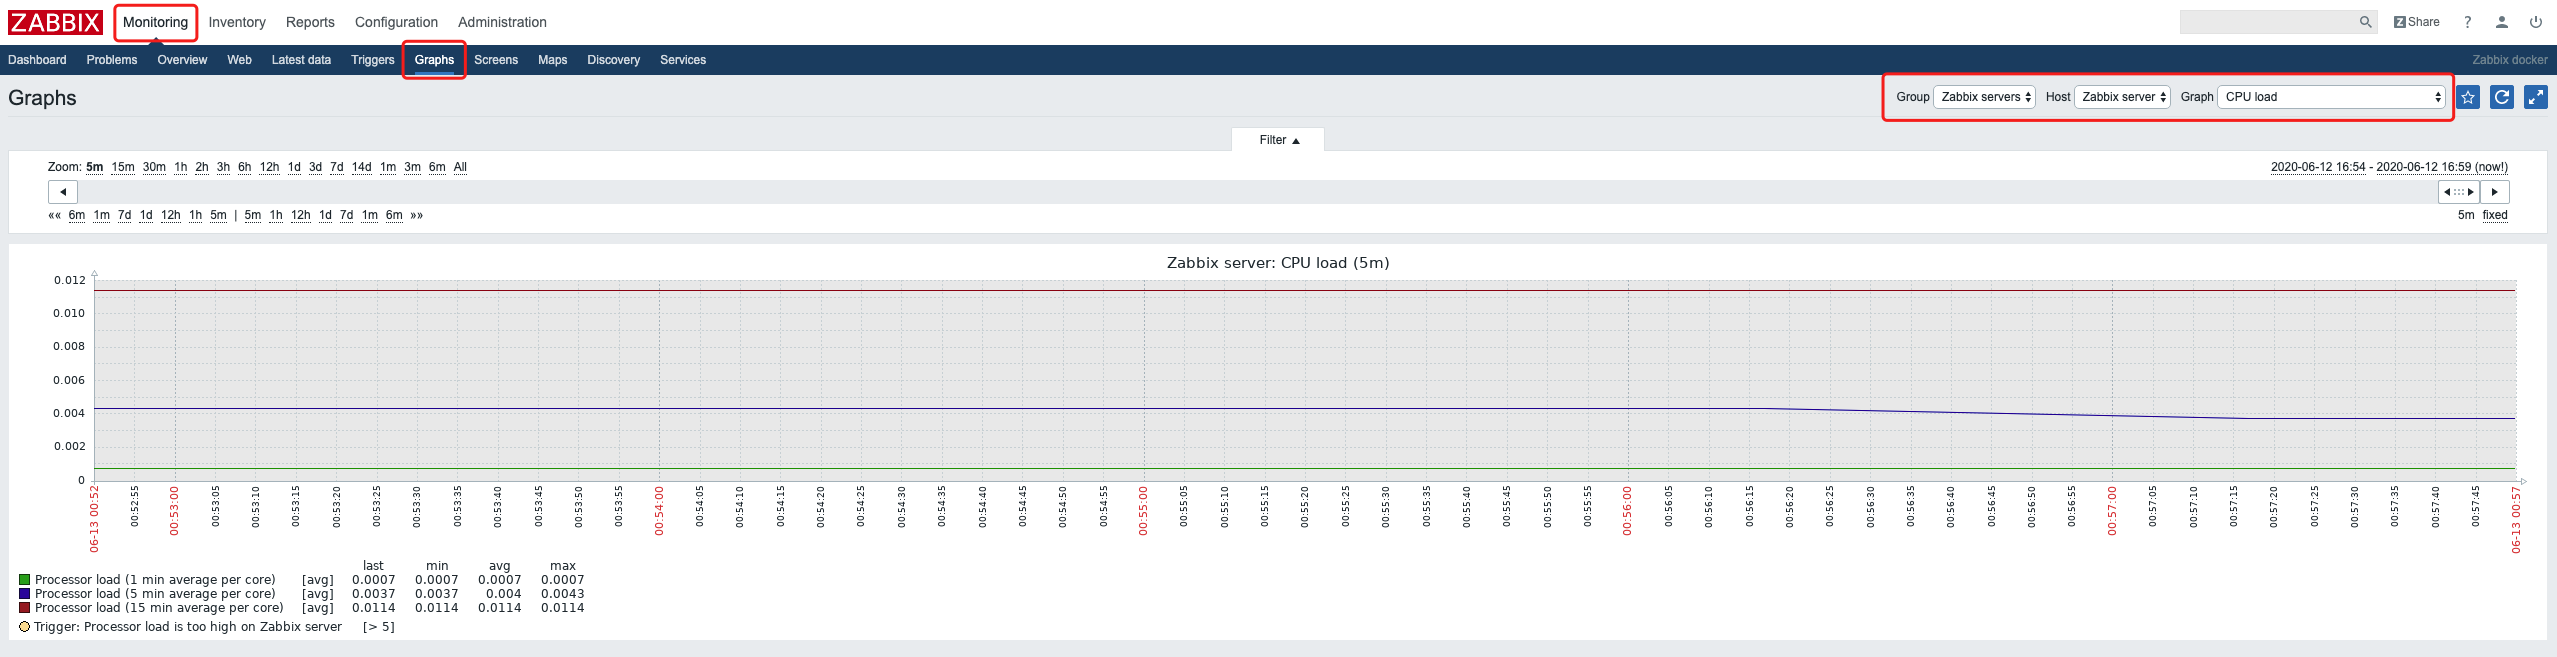 ZABBIX Monitoring Inventory Reports Configuration Administration Z Share ?
Dashboard Problems Overview Web Latest data Triggers Graphs Screens Maps Discovery Services Zabbix docker
Graphs Group Zabbix servers Host Zabbix server Graph CPU load
Filter ▲
Zoom: 5m 15m 30m 1h 2h 3h 6h 12h 1d 3d 7d 14d 1m 3m 6m All 2020-06-12 16:54 - 2020-06-12 16:59 (now!)
«« 6m 1m 7d 1d 12h 1h 5m | 5m 1h 12h 1d 7d 1m 6m »» 5m fixed
Zabbix server: CPU load (5m)
0.012
0.010
0.008
0.006
0.004
0.002
0
06-13 00:52 00:52:55 00:53:00 00:53:05 00:53:10 00:53:15 00:53:20 00:53:25 00:53:30 00:53:35 00:53:40 00:53:45 00:53:50 00:53:55 00:54:00 00:54:05 00:54:10 00:54:15 00:54:20 00:54:25 00:54:30 00:54:35 00:54:40 00:54:45 00:54:50 00:54:55 00:55:00 00:55:05 00:55:10 00:55:15 00:55:20 00:55:25 00:55:30 00:55:35 00:55:40 00:55:45 00:55:50 00:55:55 00:56:00 00:56:05 00:56:10 00:56:15 00:56:20 00:56:25 00:56:30 00:56:35 00:56:40 00:56:45 00:56:50 00:56:55 00:57:00 00:57:05 00:57:10 00:57:15 00:57:20 00:57:25 00:57:30 00:57:35 00:57:40 00:57:45 06-13 00:57
last min avg max
Processor load (1 min average per core) [avg] 0.0007 0.0007 0.0007 0.0007
Processor load (5 min average per core) [avg] 0.0037 0.0037 0.004 0.0043
Processor load (15 min average per core) [avg] 0.0114 0.0114 0.0114 0.0114
Trigger: Processor load is too high on Zabbix server [> 5]